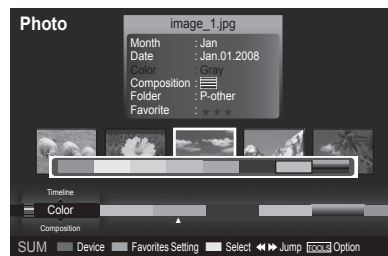 Photo
image_1.jpg
Month : Jan
Date : Jan.01.2008
Color : Gray
Composition :
Folder : P-other
Favorite : ★ ★ ★
Timeline
Color
Composition
SUM Device Favorites Setting Select ◀◀ ▶▶ Jump TOOLS Option